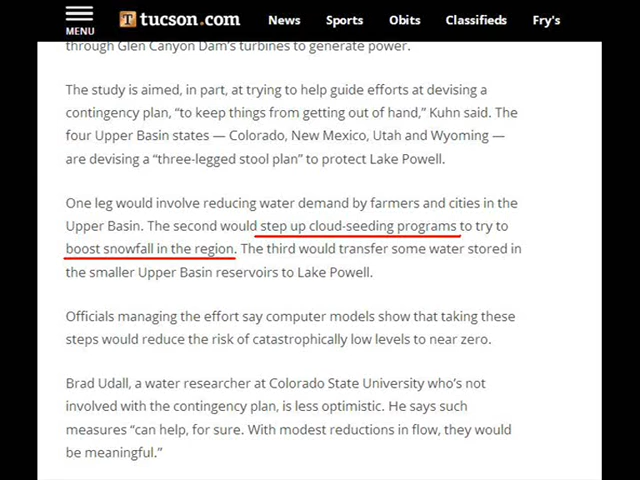 tucson.com
News
Sports
Obits
Classifieds
Fry's
MENU
through Glen Canyon Dam's turbines to generate power.
The study is aimed, in part, at trying to help guide efforts at devising a
contingency plan, “to keep things from getting out of hand,” Kuhn said. The
four Upper Basin states — Colorado, New Mexico, Utah and Wyoming —
are devising a “three-legged stool plan” to protect Lake Powell.
One leg would involve reducing water demand by farmers and cities in the
Upper Basin. The second would step up cloud-seeding programs to try to
boost snowfall in the region. The third would transfer some water stored in
the smaller Upper Basin reservoirs to Lake Powell.
Officials managing the effort say computer models show that taking these
steps would reduce the risk of catastrophically low levels to near zero.
Brad Udall, a water researcher at Colorado State University who’s not
involved with the contingency plan, is less optimistic. He says such
measures “can help, for sure. With modest reductions in flow, they would
be meaningful.”